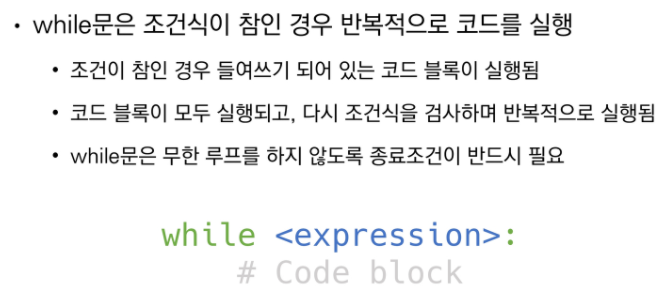 • while문은 조건식이 참인 경우 반복적으로 코드를 실행
• 조건이 참인 경우 들여쓰기 되어 있는 코드 블록이 실행됨
• 코드 블록이 모두 실행되고, 다시 조건식을 검사하며 반복적으로 실행됨
• while문은 무한 루프를 하지 않도록 종료조건이 반드시 필요
while <expression>:
# Code block